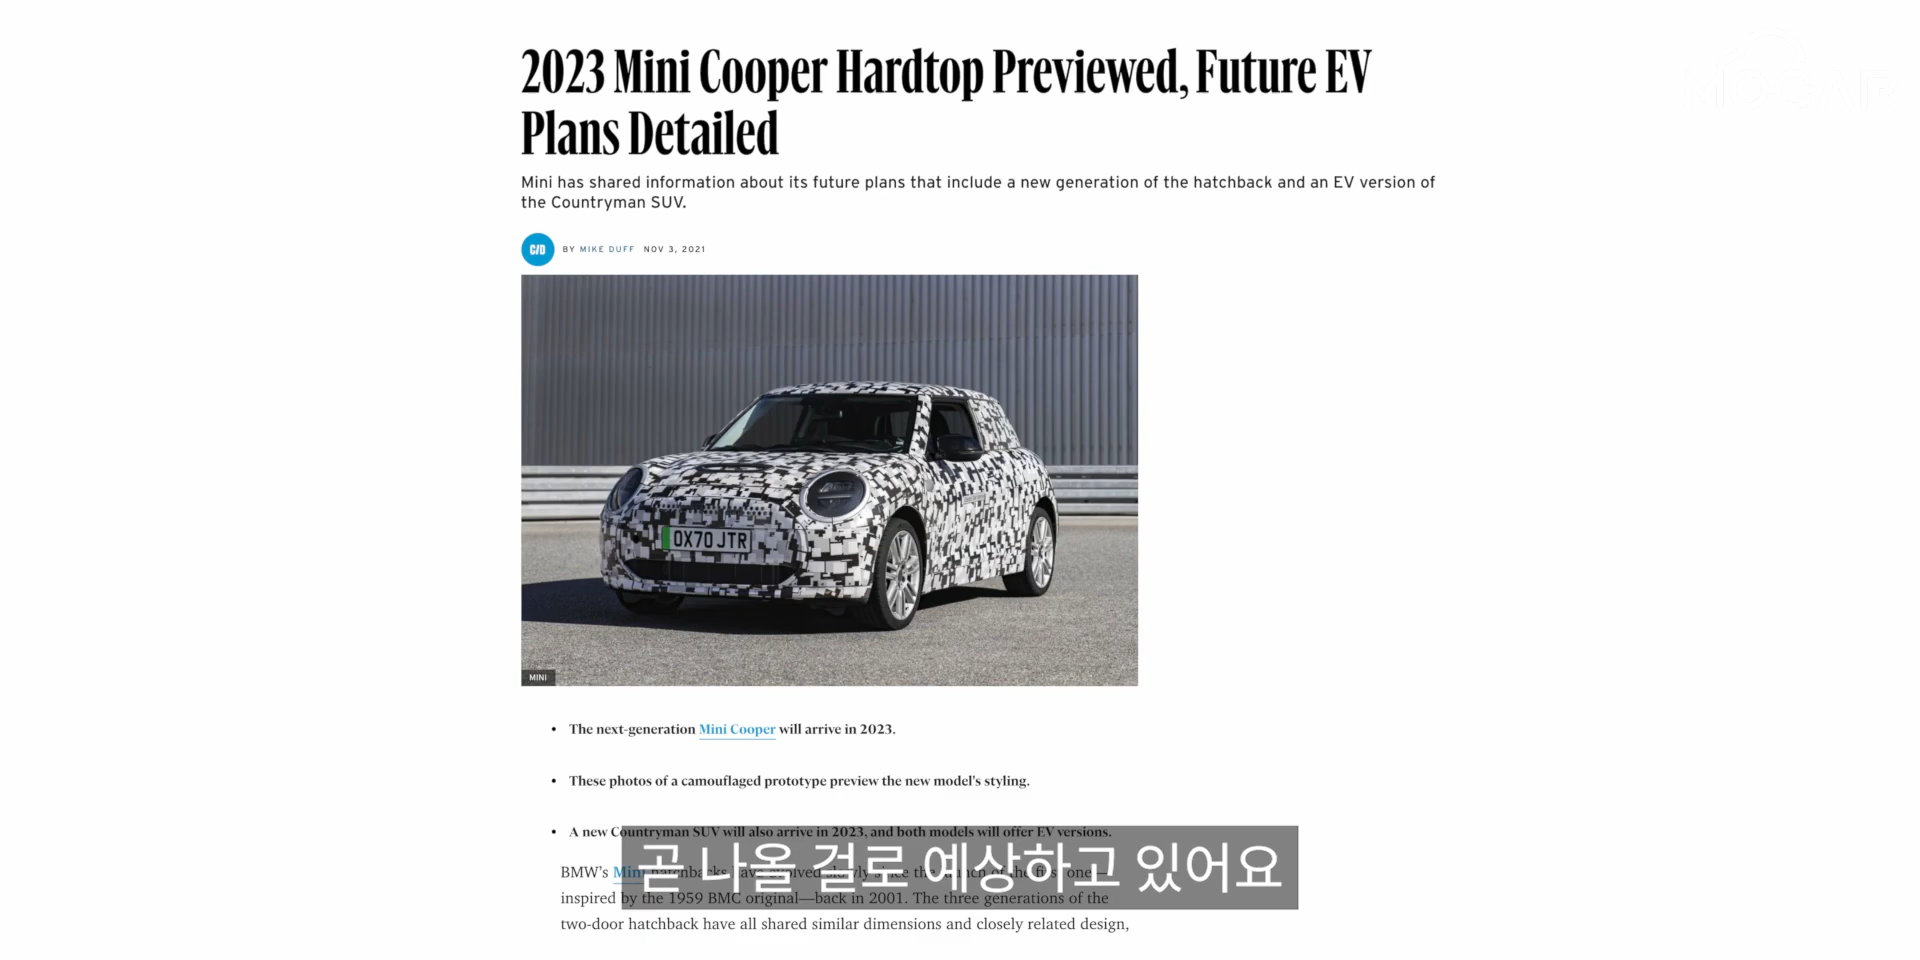 2023 Mini Cooper Hardtop Previewed, Future EV
Plans Detailed
Mini has shared information about its future plans that include a new generation of the hatchback and an EV version of
the Countryman SUV.
C/D BY MIKE DUFF NOV 3, 2021
OX70 JTR
MINI
• The next-generation Mini Cooper will arrive in 2023.
• These photos of a camouflaged prototype preview the new model's styling.
• A new Countryman SUV will also arrive in 2023, and both models will offer EV versions.
곧 나올 걸로 예상하고 있어요
BMW's Mini hatchbacks have evolved slowly since the launch of the first one—
inspired by the 1959 BMC original—back in 2001. The three generations of the
two-door hatchback have all shared similar dimensions and closely related design,